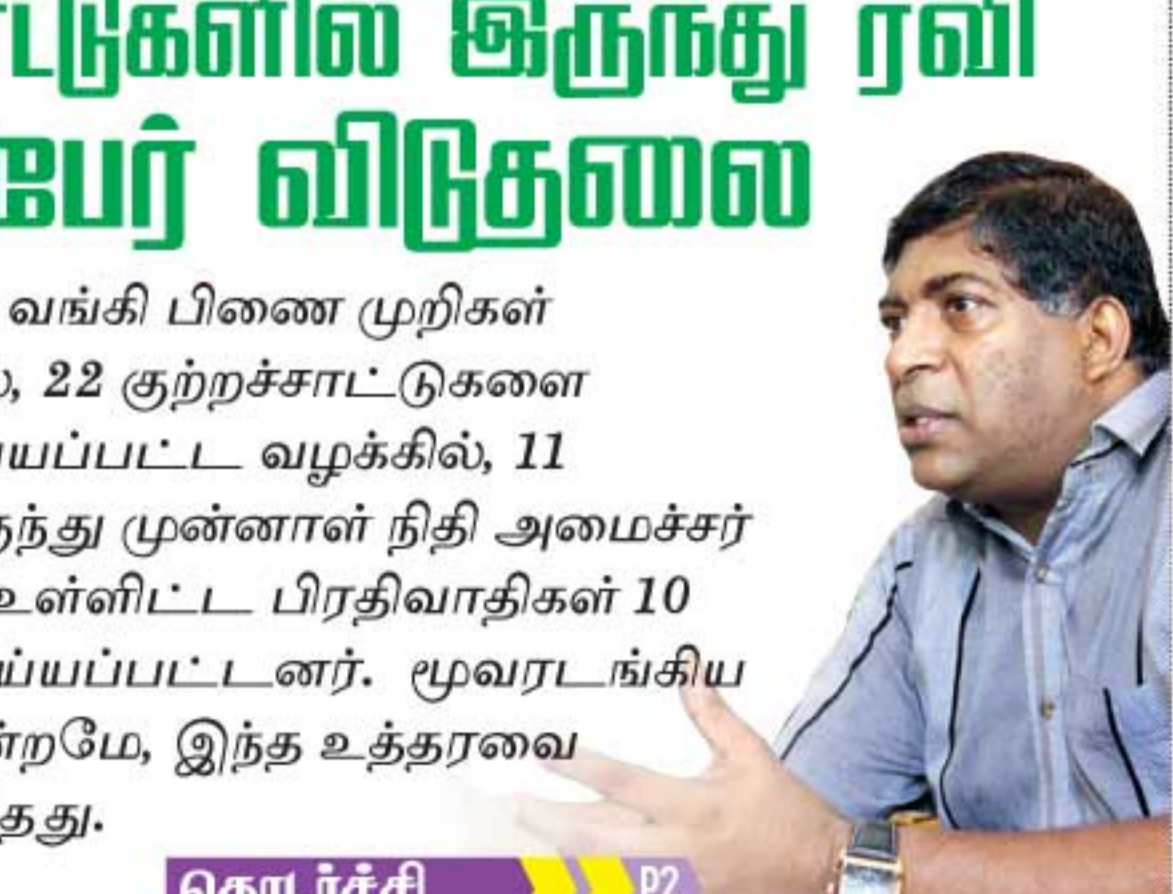 ட்டுகளில் இருந்து ரவி
பேர் விடுதலை
வங்கி பிணை முறிகள்
22 குற்றச்சாட்டுகளை
ய்யப்பட்ட வழக்கில், 11
ருந்து முன்னாள் நிதி அமைச்சர்
உள்ளிட்ட பிரதிவாதிகள் 10
ய்யப்பட்டனர். மூவரடங்கிய
ன்றமே, இந்த உத்தரவை
த்தது.
தொடர்ச்சி P2